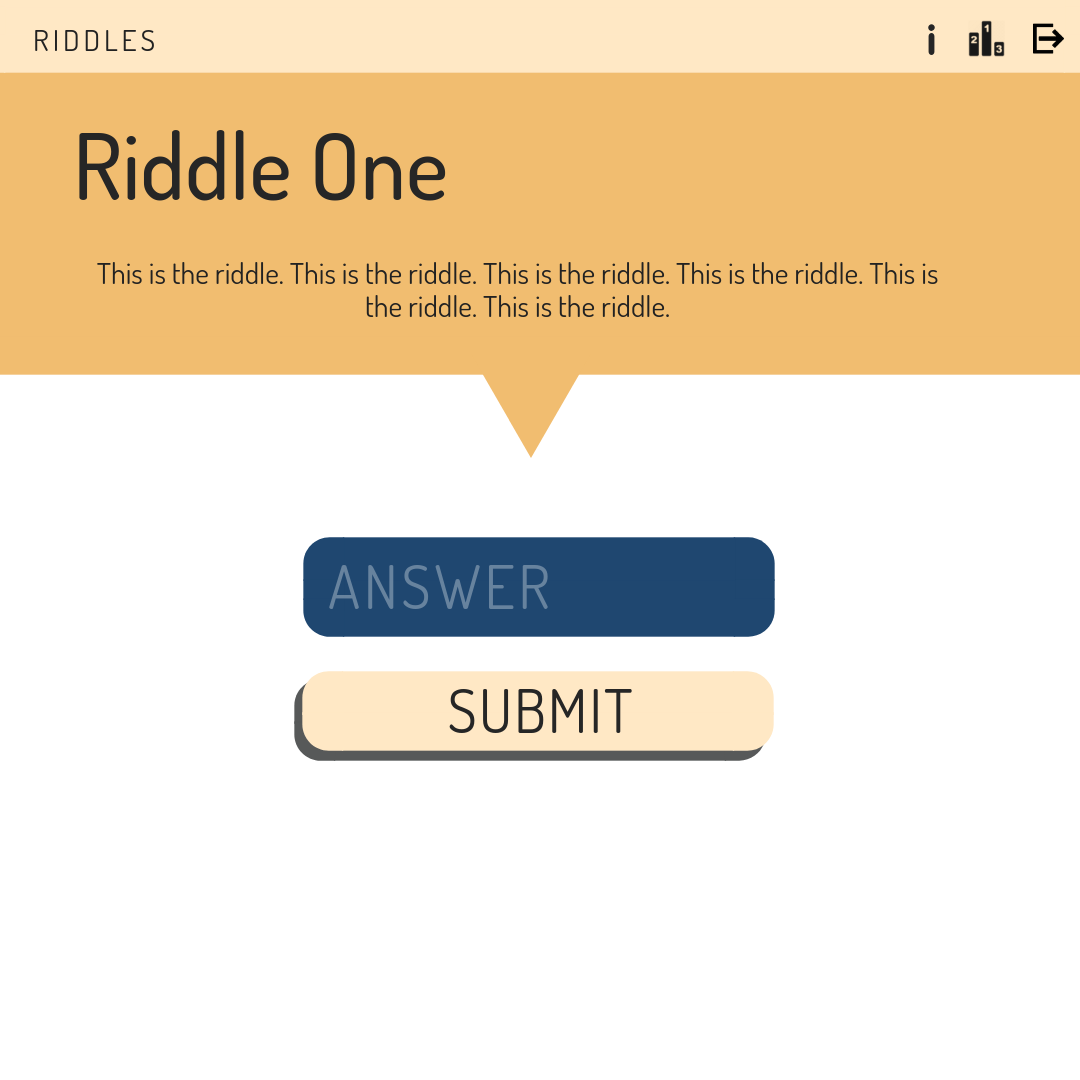 RIDDLES
2 1 3
Riddle One
This is the riddle. This is the riddle. This is the riddle. This is the riddle. This is
the riddle. This is the riddle.
ANSWER
SUBMIT